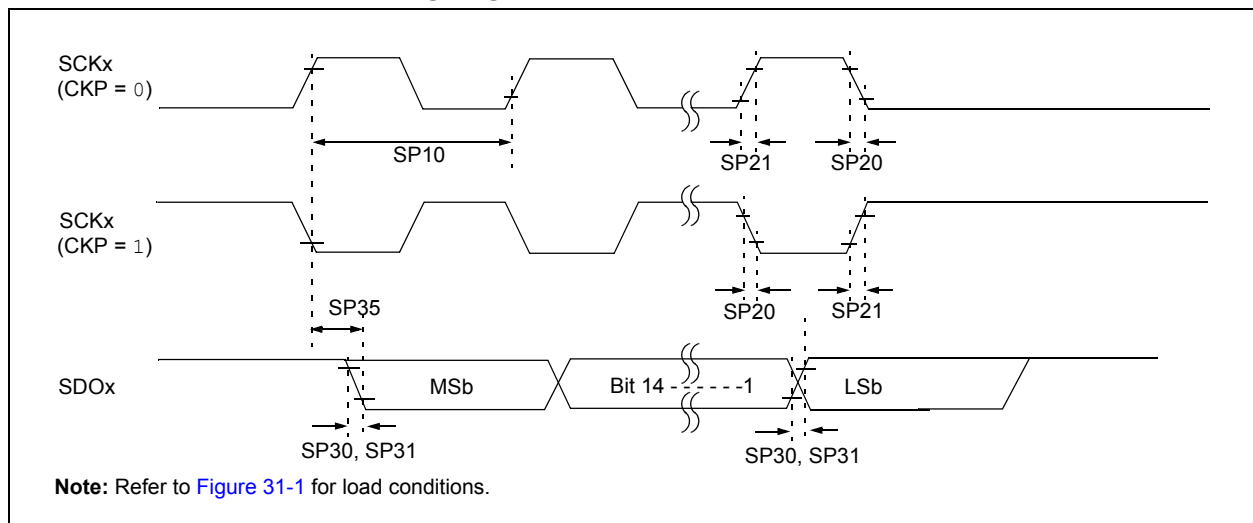 SCKx
(CKP = 0)
SP10
SP21
SP20
SCKx
(CKP = 1)
SP35
SP20
SP21
SDOx
MSb
Bit 14 - - - - - -1
LSb
SP30, SP31
SP30, SP31
Note: Refer to Figure 31-1 for load conditions.